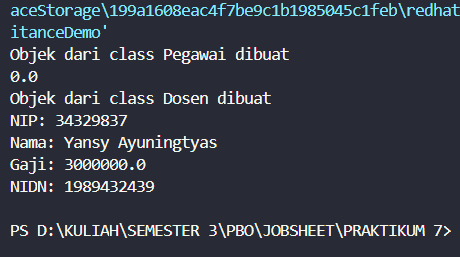 aceStorage\199a1608eac4f7be9c1b1985045c1feb\redhat
itanceDemo'
Objek dari class Pegawai dibuat
0.0
Objek dari class Dosen dibuat
NIP: 34329837
Nama: Yansy Ayuningtyas
Gaji: 3000000.0
NIDN: 1989432439
PS D:\KULIAH\SEMESTER 3\PBO\JOBSHEET\PRAKTIKUM 7>